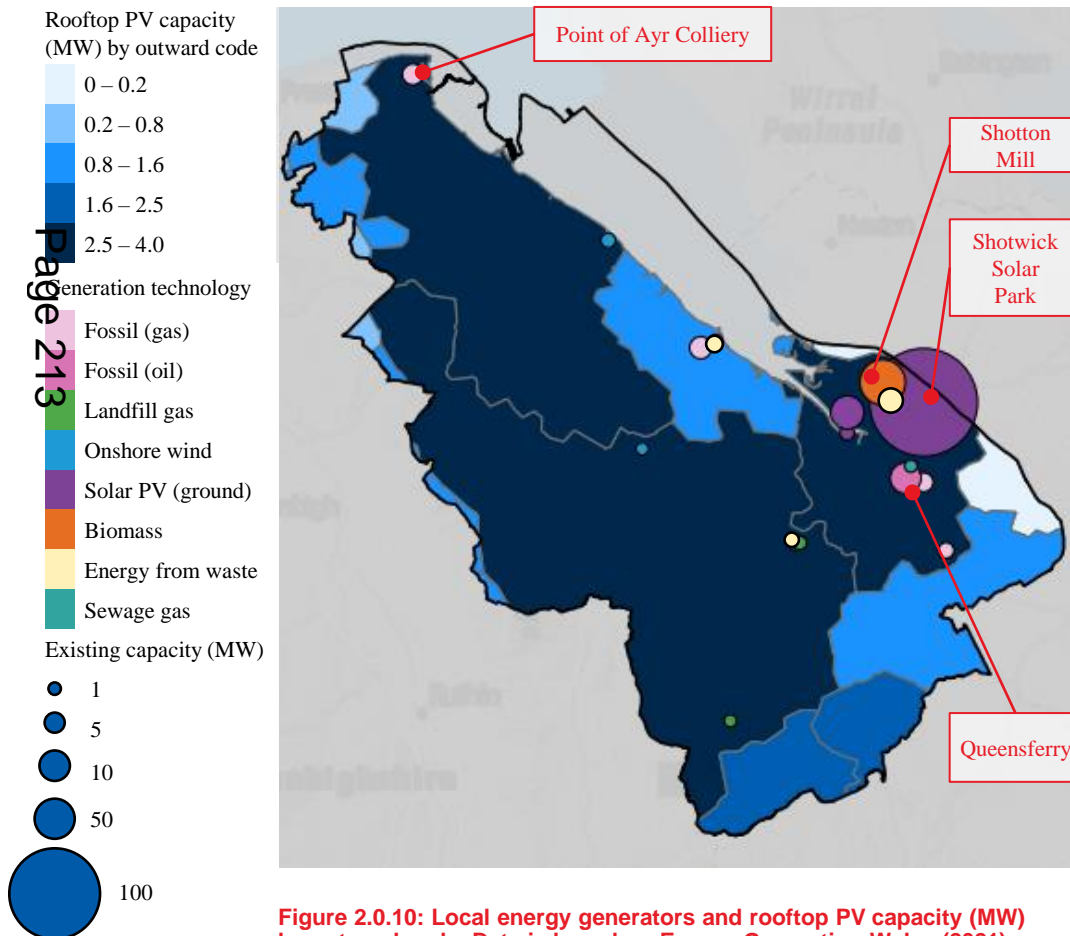 Rooftop PV capacity
(MW) by outward code
0 – 0.2
0.2 – 0.8
0.8 – 1.6
1.6 – 2.5
2.5 – 4.0
Page 213
Generation technology
Fossil (gas)
Fossil (oil)
Landfill gas
Onshore wind
Solar PV (ground)
Biomass
Energy from waste
Sewage gas
Existing capacity (MW)
1
5
10
50
100
Point of Ayr Colliery
Wirral
Peninsula
Shotton
Mill
Shotwick
Solar
Park
Queensferry
Ruthin
Figure 2.0.10: Local energy generators and rooftop PV capacity (MW)